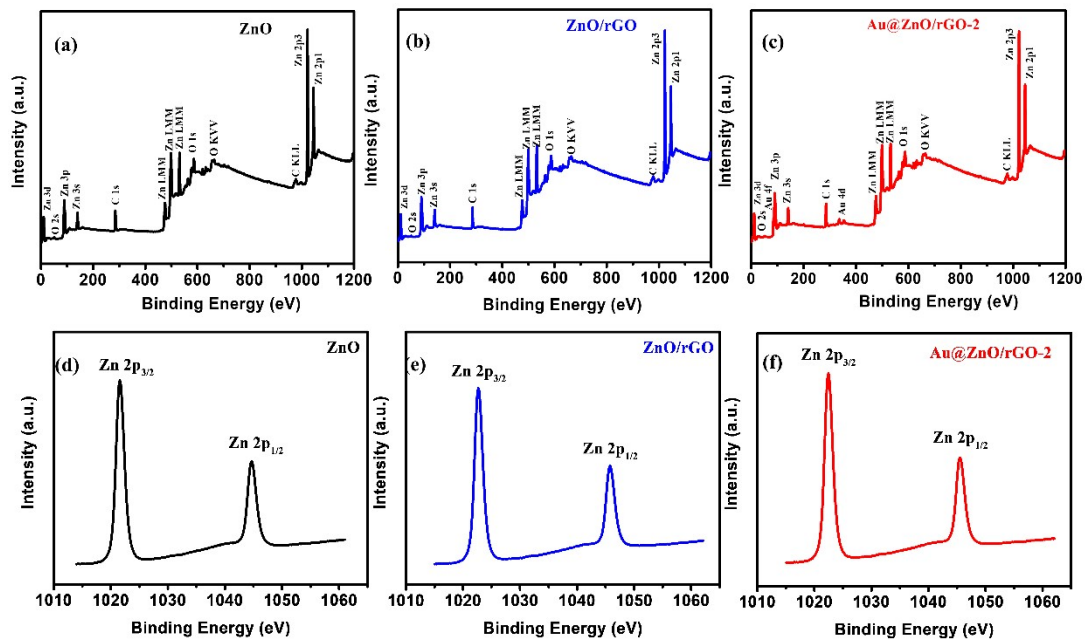 (a)
ZnO
Intensity (a.u.)
Zn 3d
O 2s
Zn 3p
Zn 3s
C 1s
Zn LMM
Zn LMM
Zn LMM
O 1s
O KVV
C KLL
Zn 2p3
Zn 2p1
0 200 400 600 800 1000 1200
Binding Energy (eV)
(b)
ZnO/rGO
Intensity (a.u.)
Zn 3d
O 2s
Zn 3p
Zn 3s
C 1s
Zn LMM
Zn LMM
Zn LMM
O 1s
O KVV
C KLL
Zn 2p3
Zn 2p1
0 200 400 600 800 1000 1200
Binding Energy (eV)
(c)
Au@ZnO/rGO-2
Intensity (a.u.)
Zn 3d
O 2s
Au 4f
Zn 3p
Zn 3s
C 1s
Au 4d
Zn LMM
Zn LMM
Zn LMM
O 1s
O KVV
C KLL
Zn 2p3
Zn 2p1
0 200 400 600 800 1000 1200
Binding Energy (eV)
(d)
ZnO
Intensity (a.u.)
Zn 2p3/2
Zn 2p1/2
1010 1020 1030 1040 1050 1060
Binding Energy (eV)
(e)
ZnO/rGO
Intensity (a.u.)
Zn 2p3/2
Zn 2p1/2
1010 1020 1030 1040 1050 1060
Binding Energy (eV)
(f)
Au@ZnO/rGO-2
Intensity (a.u.)
Zn 2p3/2
Zn 2p1/2
1010 1020 1030 1040 1050 1060
Binding Energy (eV)